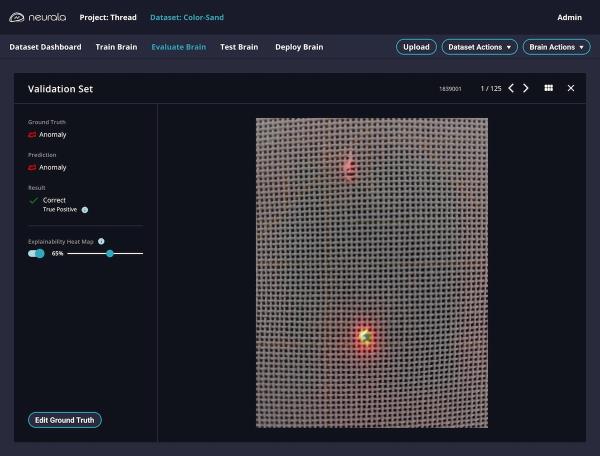 neurala Project: Thread Dataset: Color-Sand Admin
Dataset Dashboard Train Brain Evaluate Brain Test Brain Deploy Brain Upload Dataset Actions Brain Actions
Validation Set 1839001 1 / 125
Ground Truth
Anomaly
Prediction
Anomaly
Result
Correct
True Positive
Explainability Heat Map
65%
Edit Ground Truth